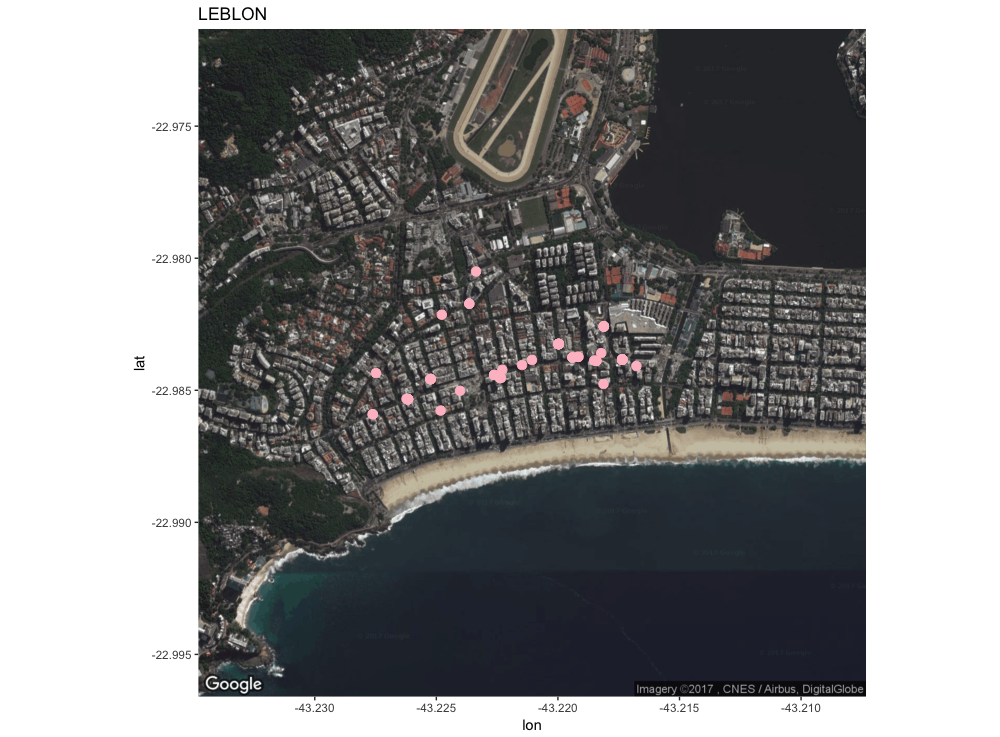 LEBLON
-22.975
-22.980
-22.985
-22.990
-22.995
lat
Google
Imagery ©2017 , CNES / Airbus, DigitalGlobe
-43.230
-43.225
-43.220
-43.215
-43.210
lon